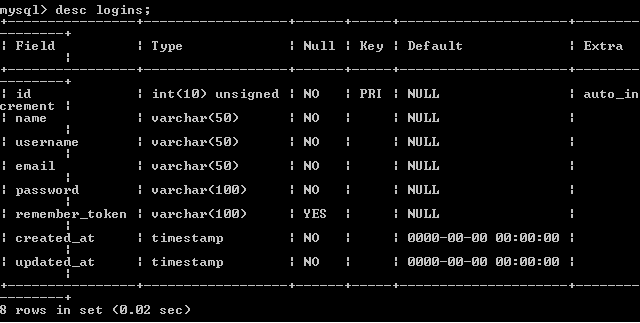 mysql> desc logins;
+----------------+------------------+------+-----+---------------------+--------
--------+
¦ Field          ¦ Type             ¦ Null ¦ Key ¦ Default             ¦ Extra
        ¦
+----------------+------------------+------+-----+---------------------+--------
--------+
¦ id             ¦ int(10) unsigned ¦ NO   ¦ PRI ¦ NULL                ¦ auto_in
crement ¦
¦ name           ¦ varchar(50)      ¦ NO   ¦     ¦ NULL                ¦
        ¦
¦ username       ¦ varchar(50)      ¦ NO   ¦     ¦ NULL                ¦
        ¦
¦ email          ¦ varchar(50)      ¦ NO   ¦     ¦ NULL                ¦
        ¦
¦ password       ¦ varchar(100)     ¦ NO   ¦     ¦ NULL                ¦
        ¦
¦ remember_token ¦ varchar(100)     ¦ YES  ¦     ¦ NULL                ¦
        ¦
¦ created_at     ¦ timestamp        ¦ NO   ¦     ¦ 0000-00-00 00:00:00 ¦
        ¦
¦ updated_at     ¦ timestamp        ¦ NO   ¦     ¦ 0000-00-00 00:00:00 ¦
        ¦
+----------------+------------------+------+-----+---------------------+--------
--------+
8 rows in set (0.02 sec)